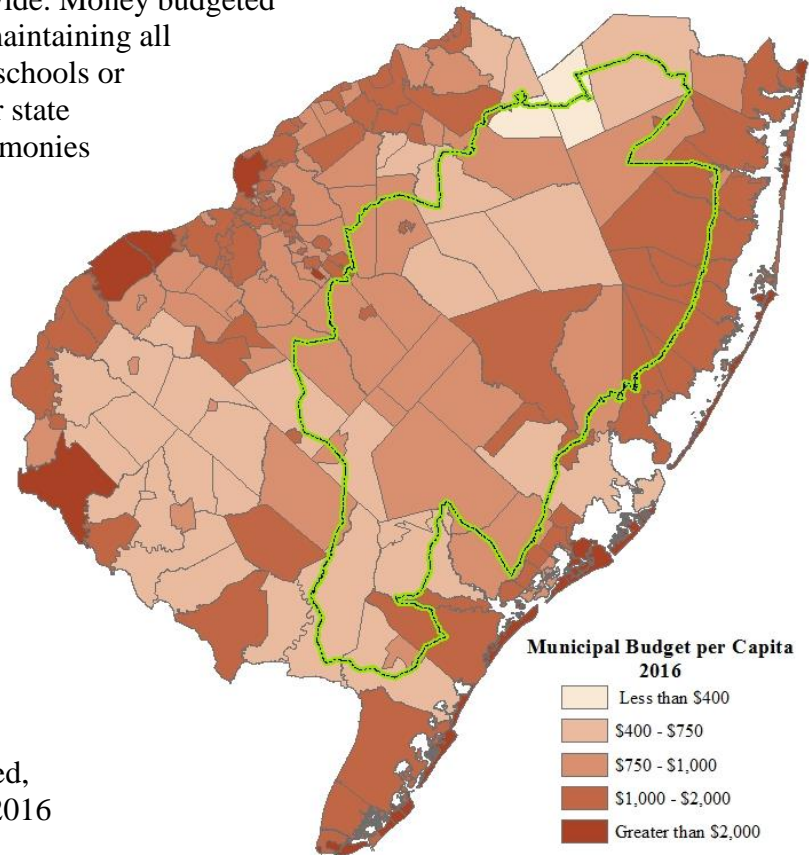 vide. Money budgeted
maintaining all
schools or
r state
monies
Municipal Budget per Capita
2016
Less than $400
$400 - $750
$750 - $1,000
$1,000 - $2,000
Greater than $2,000
ed,
2016